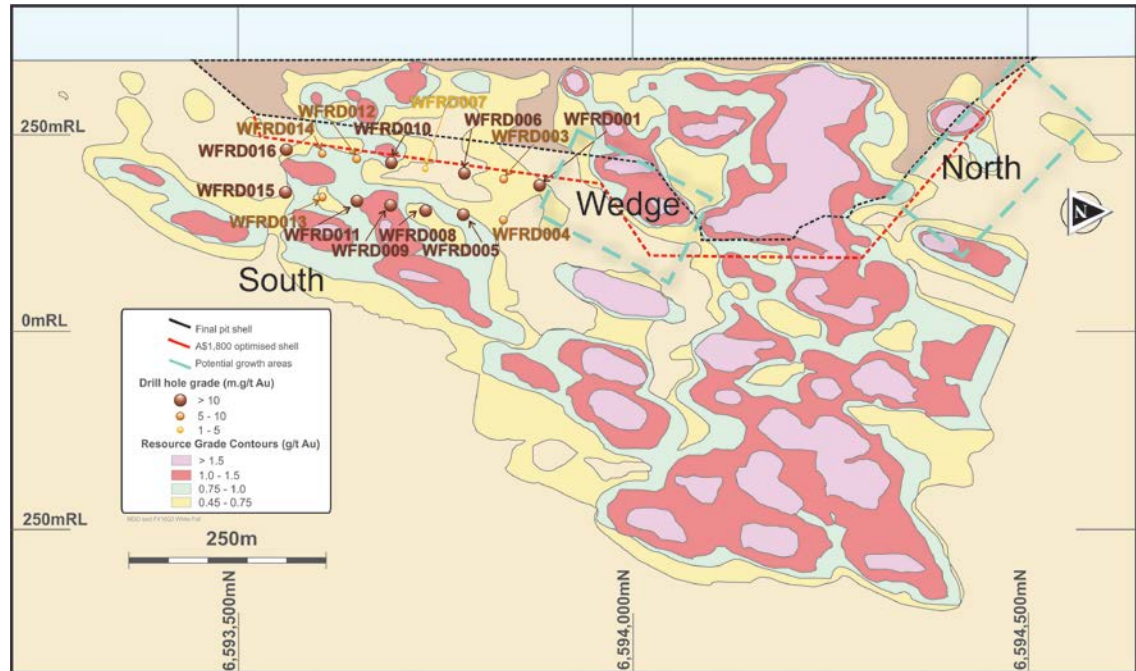 WFRD007
WFRD012
WFRD006
WFRD001
WFRD014
WFRD010
WFRD003
250mRL
WFRD016
North
WFRD015
Wedge
N
WFRD013
WFRD011
WFRD008
WFRD004
WFRD009
WFRD005
South
0mRL
Final pit shell
A$1,800 optimised shell
Potential growth areas
Drill hole grade (m.g/t Au)
> 10
5 - 10
1 - 5
Resource Grade Contours (g/t Au)
> 1.5
1.0 - 1.5
0.75 - 1.0
0.45 - 0.75
250mRL
250m
6,593,500mN
6,594,000mN
6,594,500mN